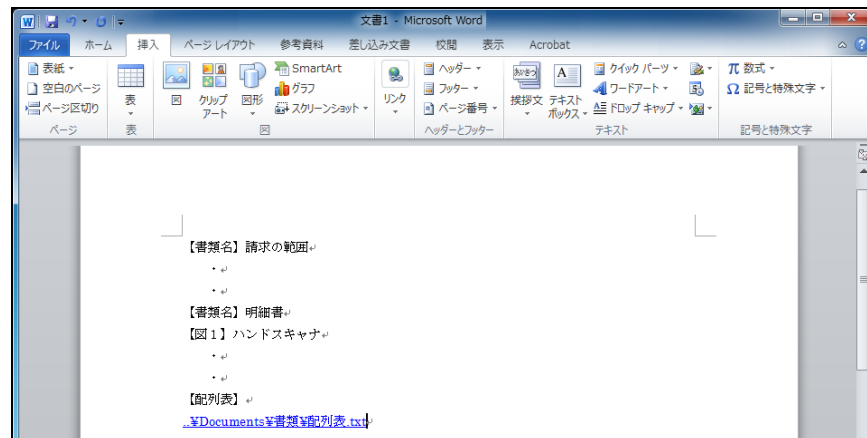 文書1 - Microsoft Word
ファイル ホーム 挿入 ページ レイアウト 参考資料 差し込み文書 校閲 表示 Acrobat
表紙
空白のページ
ページ区切り
ページ
表
表
図
クリップ
アート
図形
SmartArt
グラフ
スクリーンショット
図
リンク
ヘッダー
フッター
ページ番号
ヘッダーとフッター
あいさつ
挨拶文
A
テキスト
ボックス
クイック パーツ
ワードアート
ドロップ キャップ
テキスト
π 数式
Ω 記号と特殊文字
記号と特殊文字
【書類名】請求の範囲
・
・
【書類名】明細書
【図1】ハンドスキャナ
・
・
【配列表】
..¥Documents¥書類¥配列表.txt